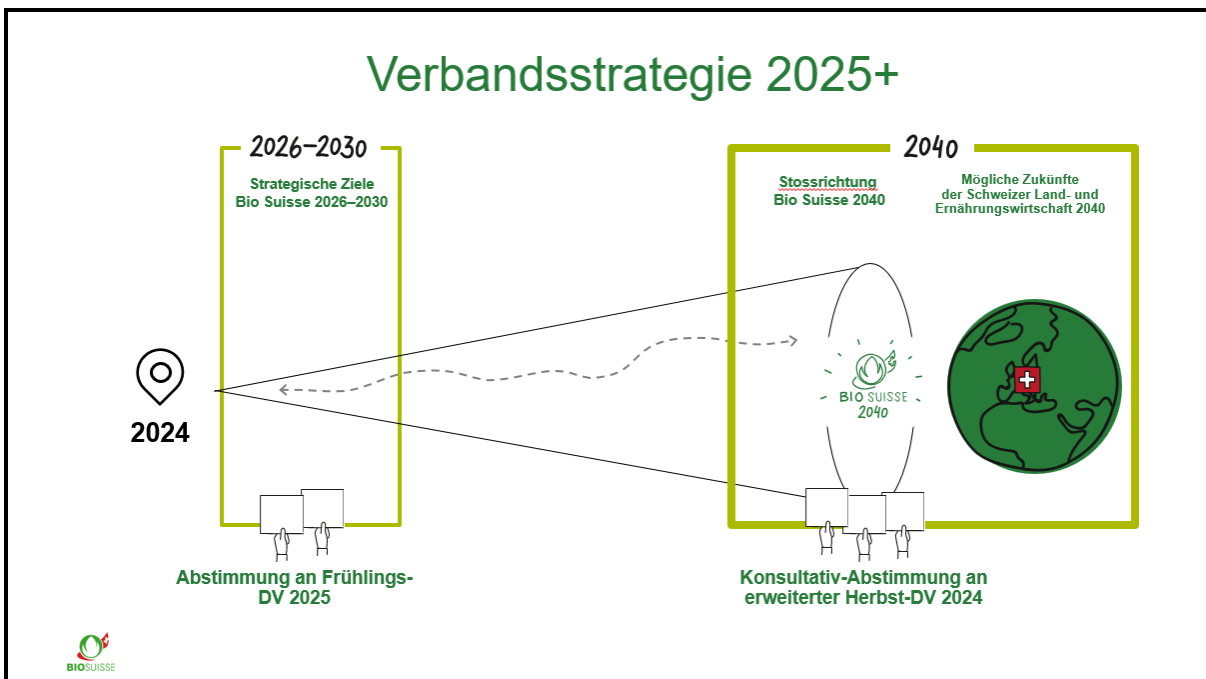 Verbandsstrategie 2025+
2026–2030
Strategische Ziele
Bio Suisse 2026–2030
2040
Stossrichtung
Bio Suisse 2040
Mögliche Zukünfte
der Schweizer Land- und
Ernährungswirtschaft 2040
2024
BIO SUISSE
2040
Abstimmung an Frühlings-
DV 2025
Konsultativ-Abstimmung an
erweiterter Herbst-DV 2024
BIOSUISSE